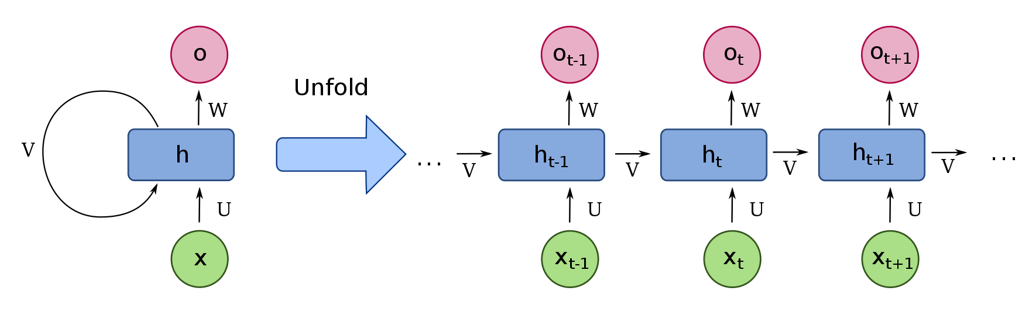 o
W
V
h
U
x
Unfold
...
V
o_{t-1}
W
h_{t-1}
V
U
x_{t-1}
o_t
W
h_t
V
U
x_t
o_{t+1}
W
h_{t+1}
V
U
x_{t+1}
...